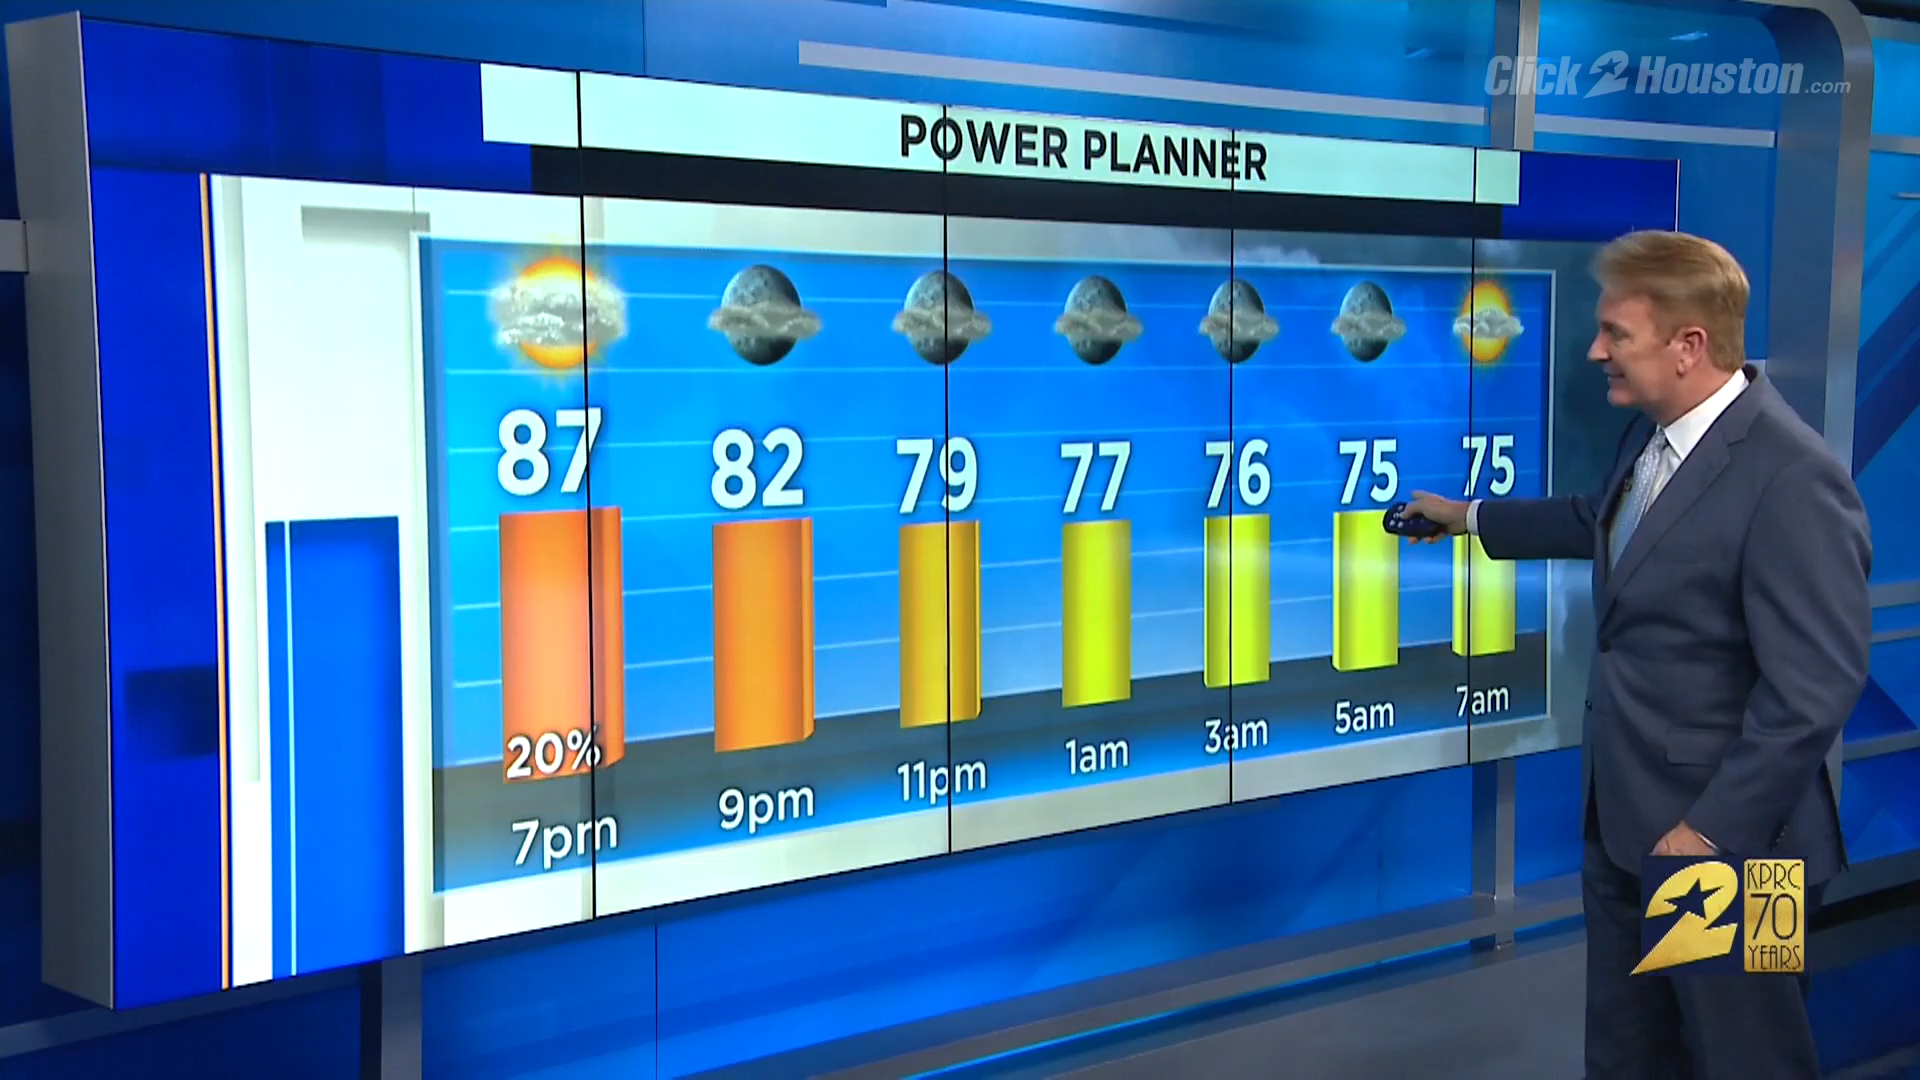 Click2Houston.com
POWER PLANNER
87 82 79 77 76 75 75
20%
7pm 9pm 11pm 1am 3am 5am 7am
2 KPRC
70
YEARS